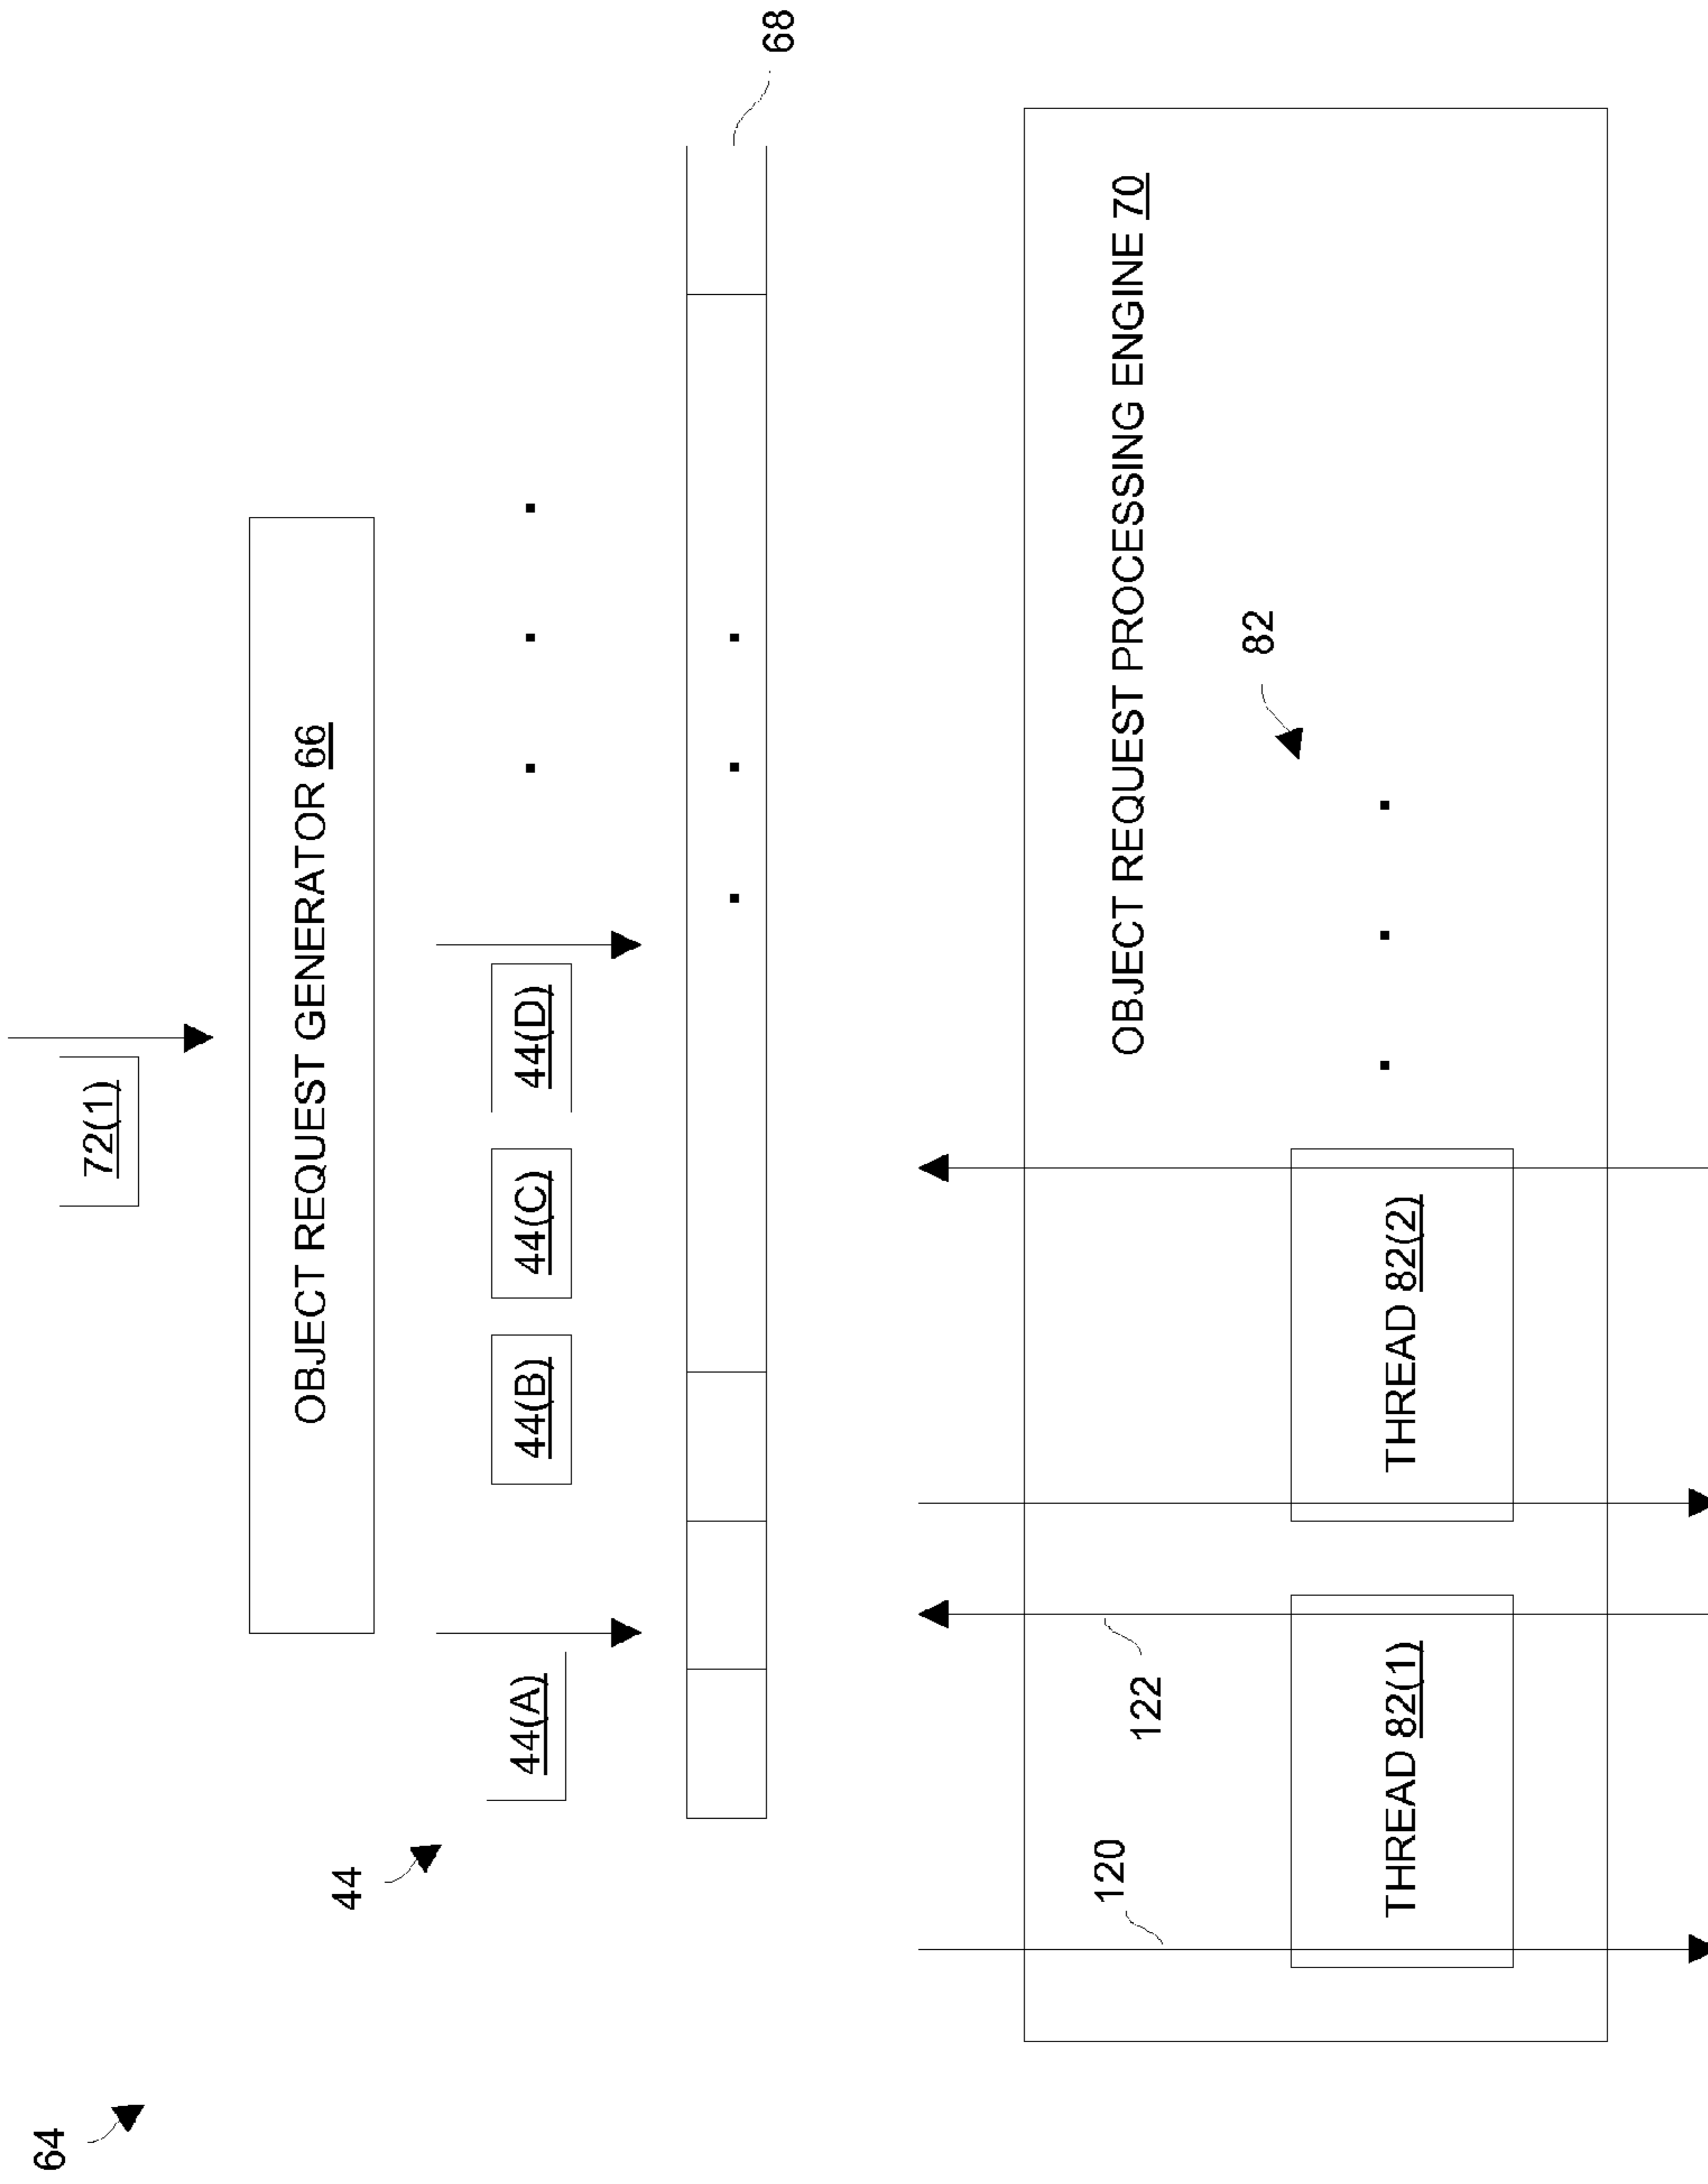 64
72(1)
OBJECT REQUEST GENERATOR 66
44
44(A)
44(B)
44(C)
44(D)
68
OBJECT REQUEST PROCESSING ENGINE 70
120
122
82
THREAD 82(1)
THREAD 82(2)